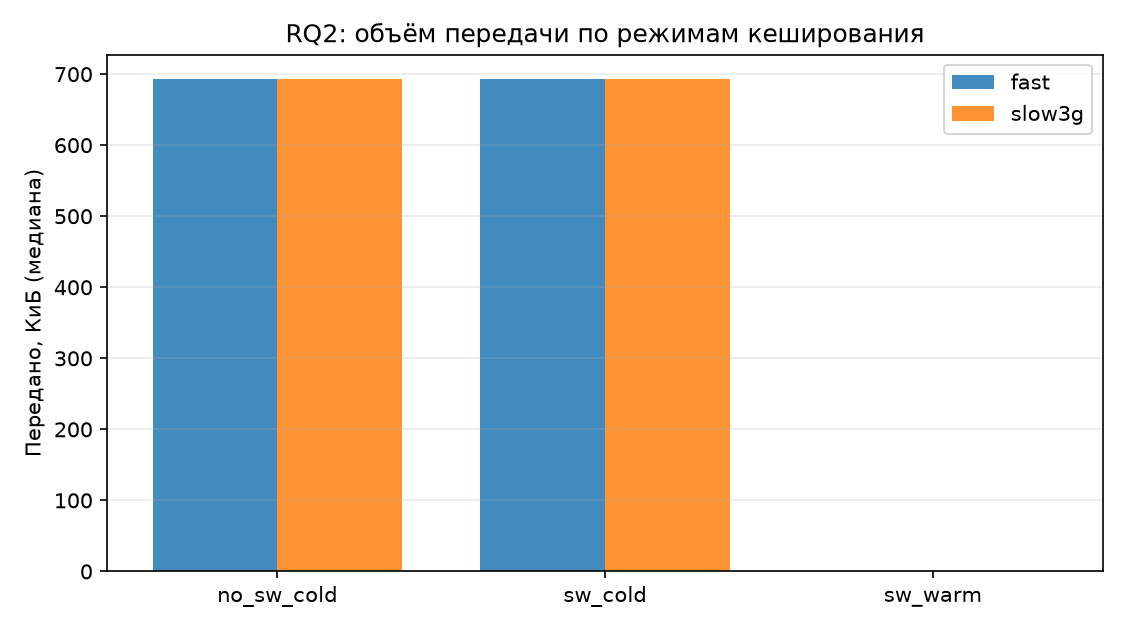 RQ2: объём передачи по режимам кеширования
Передано, КиБ (медиана)
700
600
500
400
300
200
100
0
fast
slow3g
no_sw_cold
sw_cold
sw_warm